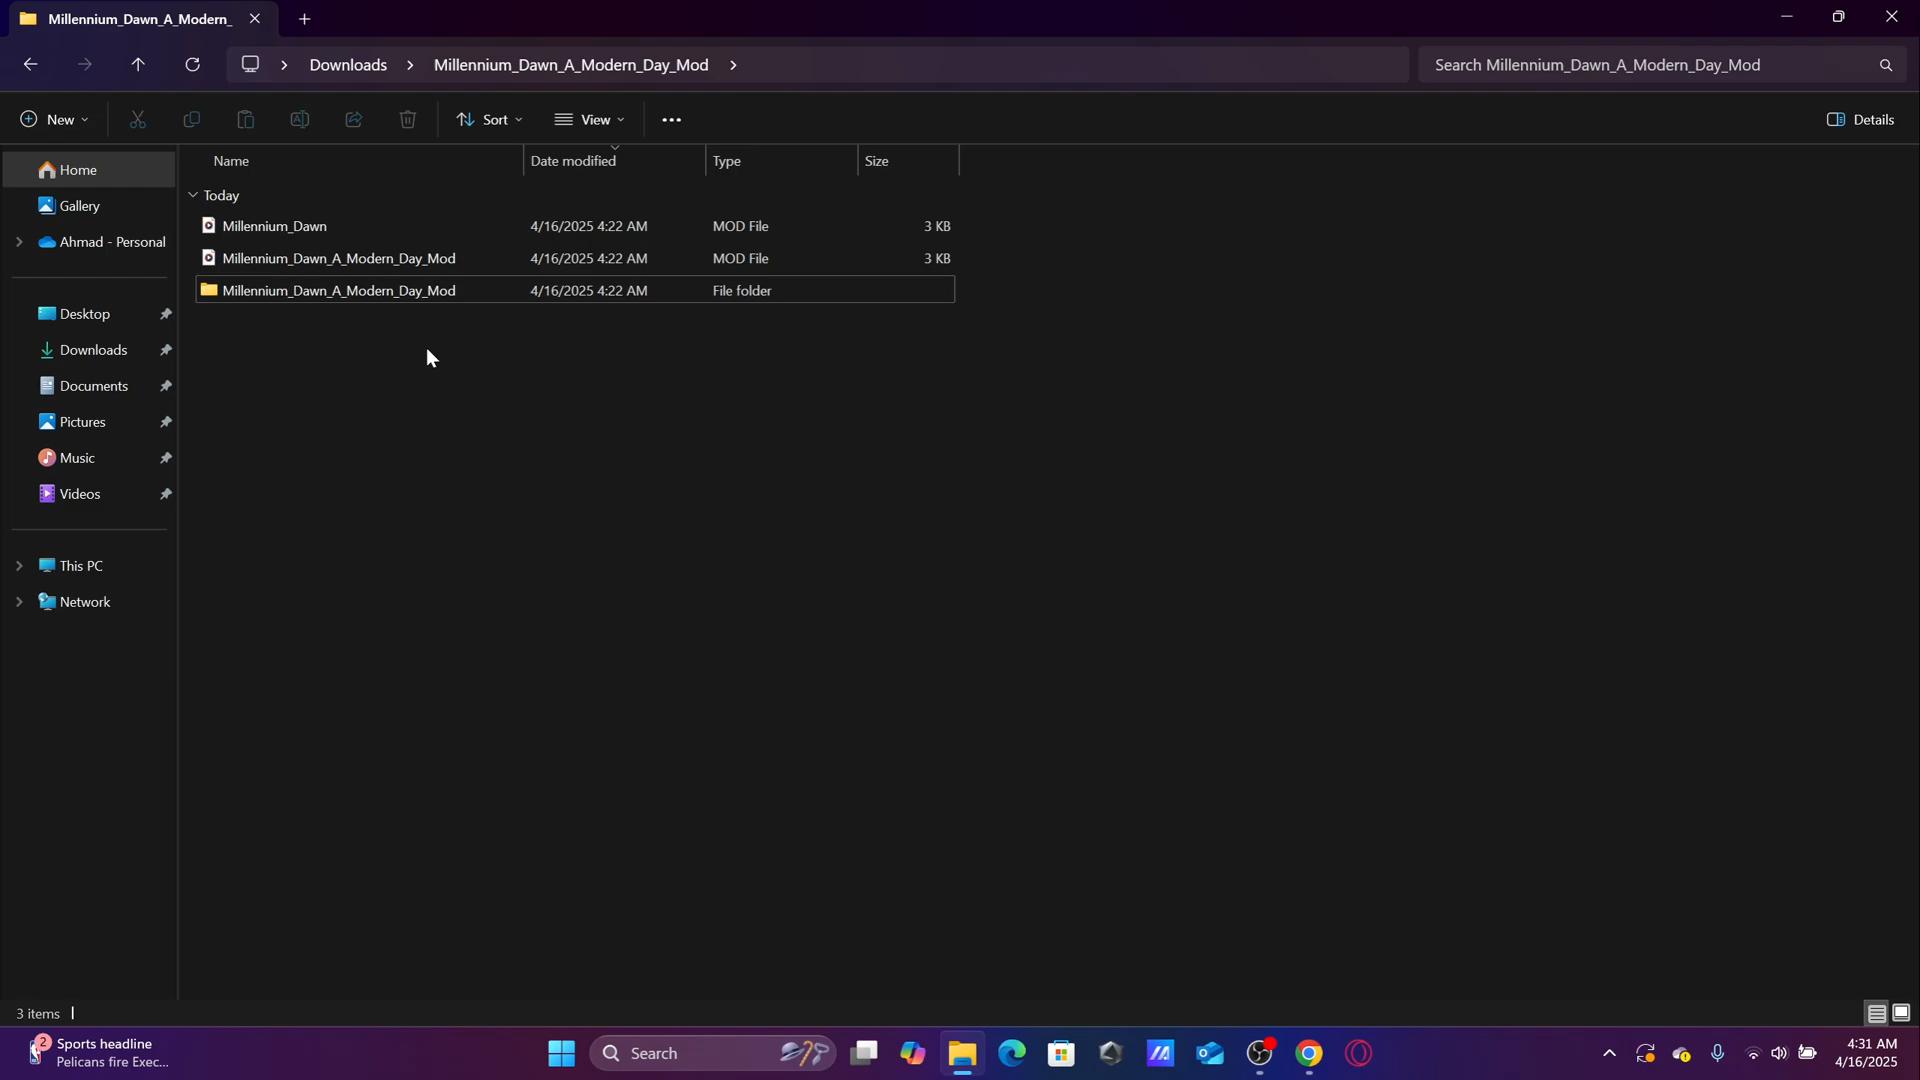 Millennium_Dawn_A_Modern_
Downloads
Millennium_Dawn_A_Modern_Day_Mod
Search Millennium_Dawn_A_Modern_Day_Mod
New
Sort
View
Details
Name Date modified Type Size
Home
Gallery
Ahmad - Personal
Desktop
Downloads
Documents
Pictures
Music
Videos
This PC
Network
Today
Millennium_Dawn 4/16/2025 4:22 AM MOD File 3 KB
Millennium_Dawn_A_Modern_Day_Mod 4/16/2025 4:22 AM MOD File 3 KB
Millennium_Dawn_A_Modern_Day_Mod 4/16/2025 4:22 AM File folder
3 items
2
Sports headline
Pelicans fire Exec...
Search
4:31 AM
4/16/2025